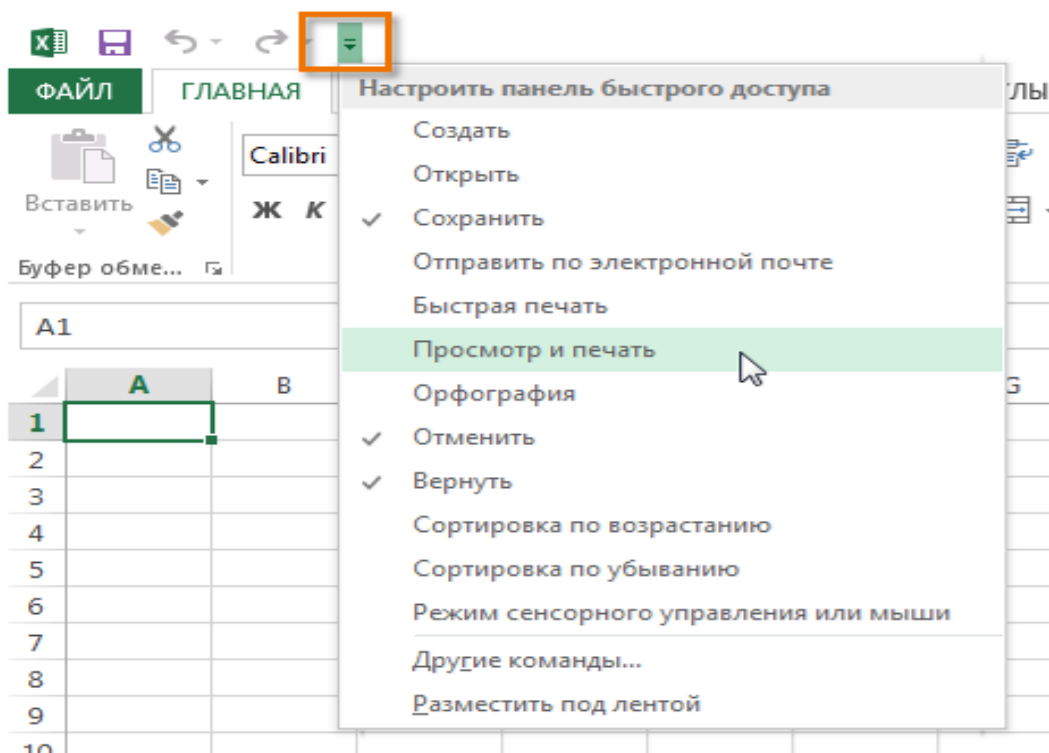 ФАЙЛ ГЛАВНАЯ
Настроить панель быстрого доступа
Создать
Calibri
Открыть
Вставить
Ж К
Сохранить
Отправить по электронной почте
Буфер обме...
Быстрая печать
A1
Просмотр и печать
A B G
Орфография
1
Отменить
2
Вернуть
3
Сортировка по возрастанию
4
Сортировка по убыванию
5
Режим сенсорного управления или мыши
6
7
Другие команды...
8
Разместить под лентой
9
10